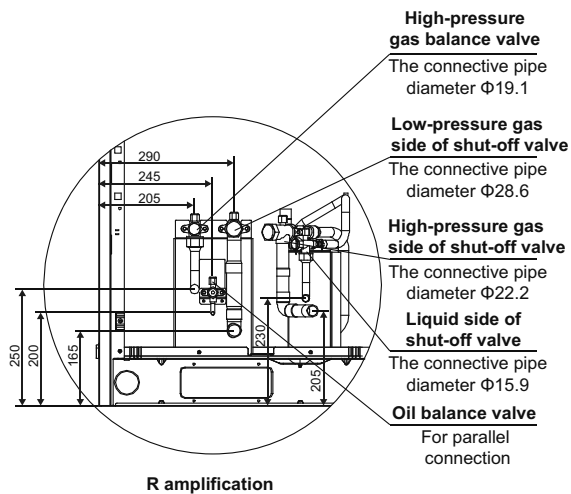 High-pressure
gas balance valve
The connective pipe
diameter Φ19.1
Low-pressure gas
side of shut-off valve
The connective pipe
diameter Φ28.6
High-pressure gas
side of shut-off valve
The connective pipe
diameter Φ22.2
Liquid side of
shut-off valve
The connective pipe
diameter Φ15.9
Oil balance valve
For parallel
connection
290
245
205
250
200
165
230
205
R amplification